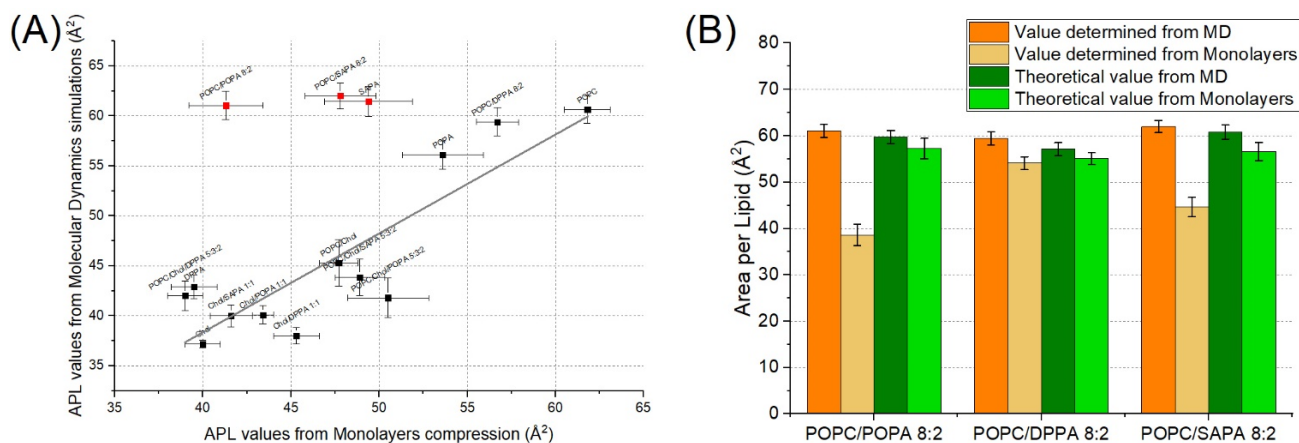 (A)
APL values from Molecular Dynamics simulations (Å²)
65
60
55
50
45
40
35
POPC/POPA 8:2
POPC/SAPA 8:2
SAPA
POPC/DPPA 8:2
POPC
POPA
POPC/Chol
POPC/Chol/SAPA 5:3:2
POPC/Chol/POPA 5:3:2
POPC/Chol/DPPA 5:3:2
DPPA
Chol/SAPA 1:1
Chol/POPA 1:1
Chol/DPPA 1:1
Chol
35
40
45
50
55
60
65
APL values from Monolayers compression (Å²)
(B)
Value determined from MD
Value determined from Monolayers
Theoretical value from MD
Theoretical value from Monolayers
Area per Lipid (Å²)
80
70
60
50
40
30
20
10
0
POPC/POPA 8:2
POPC/DPPA 8:2
POPC/SAPA 8:2